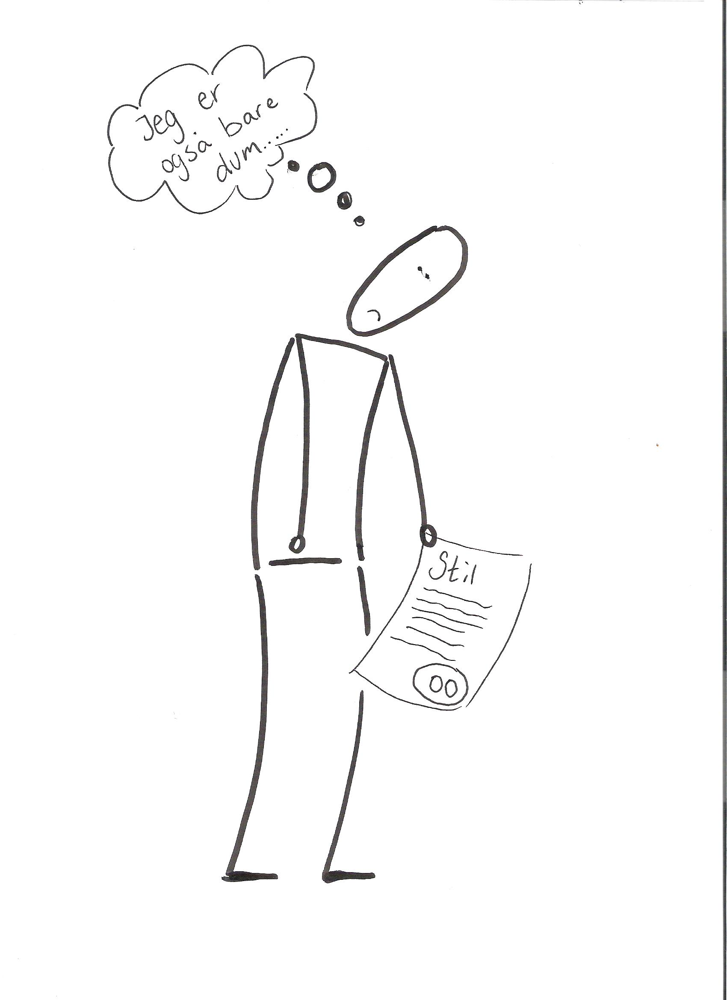 Jeg er
også bare
dum.....
Stil
00